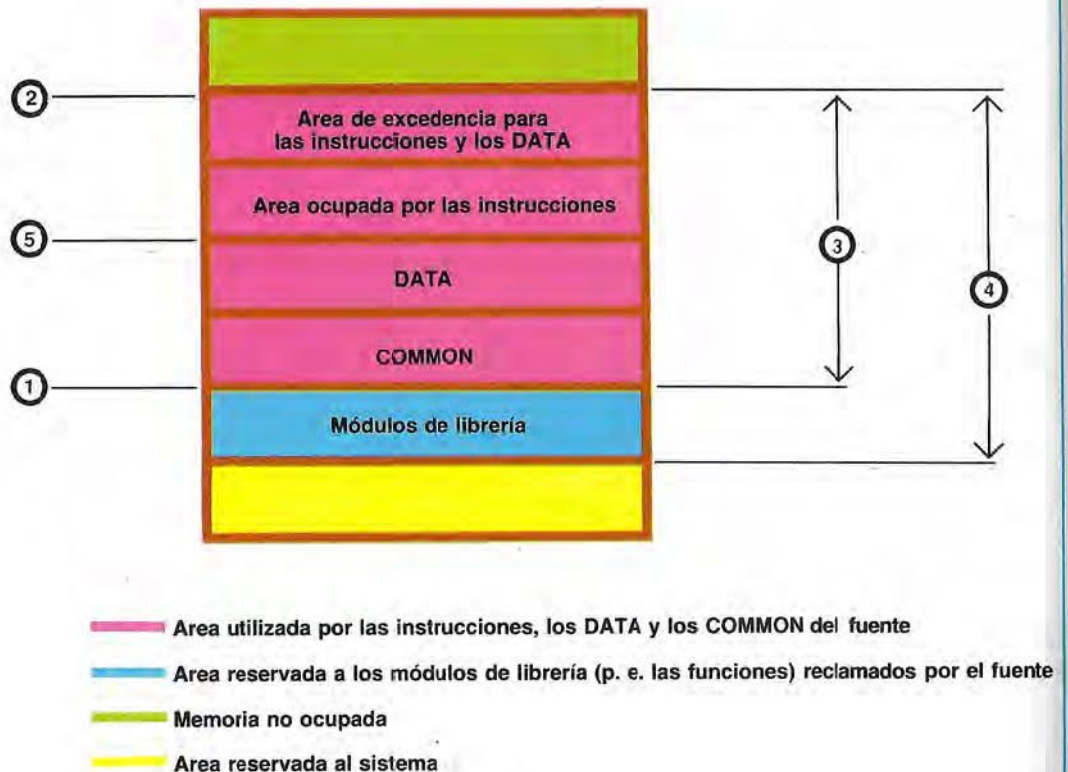 2
Area de excedencia para
las instrucciones y los DATA
Area ocupada por las instrucciones
5
3
DATA
4
COMMON
1
Módulos de librería
Area utilizada por las instrucciones, los DATA y los COMMON del fuente
Area reservada a los módulos de librería (p. e. las funciones) reclamados por el fuente
Memoria no ocupada
Area reservada al sistema